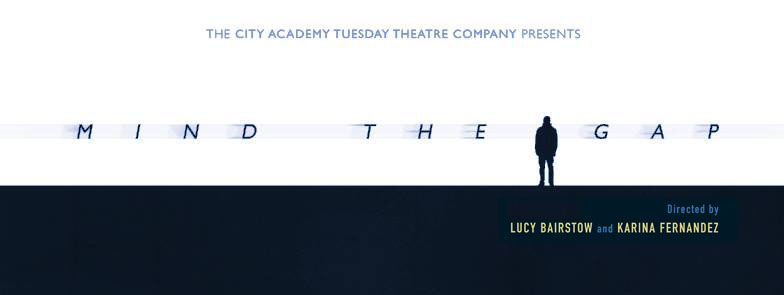 THE CITY ACADEMY TUESDAY THEATRE COMPANY PRESENTS
MIND THE GAP
Directed by
LUCY BAIRSTOW and KARINA FERNANDEZ